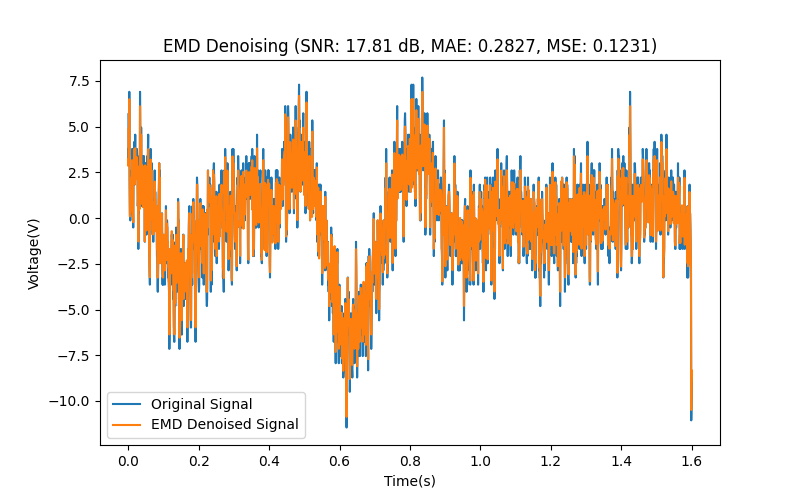 EMD Denoising (SNR: 17.81 dB, MAE: 0.2827, MSE: 0.1231)
7.5
5.0
2.5
0.0
−2.5
−5.0
−7.5
−10.0
Voltage(V)
Original Signal
EMD Denoised Signal
0.0 0.2 0.4 0.6 0.8 1.0 1.2 1.4 1.6
Time(s)